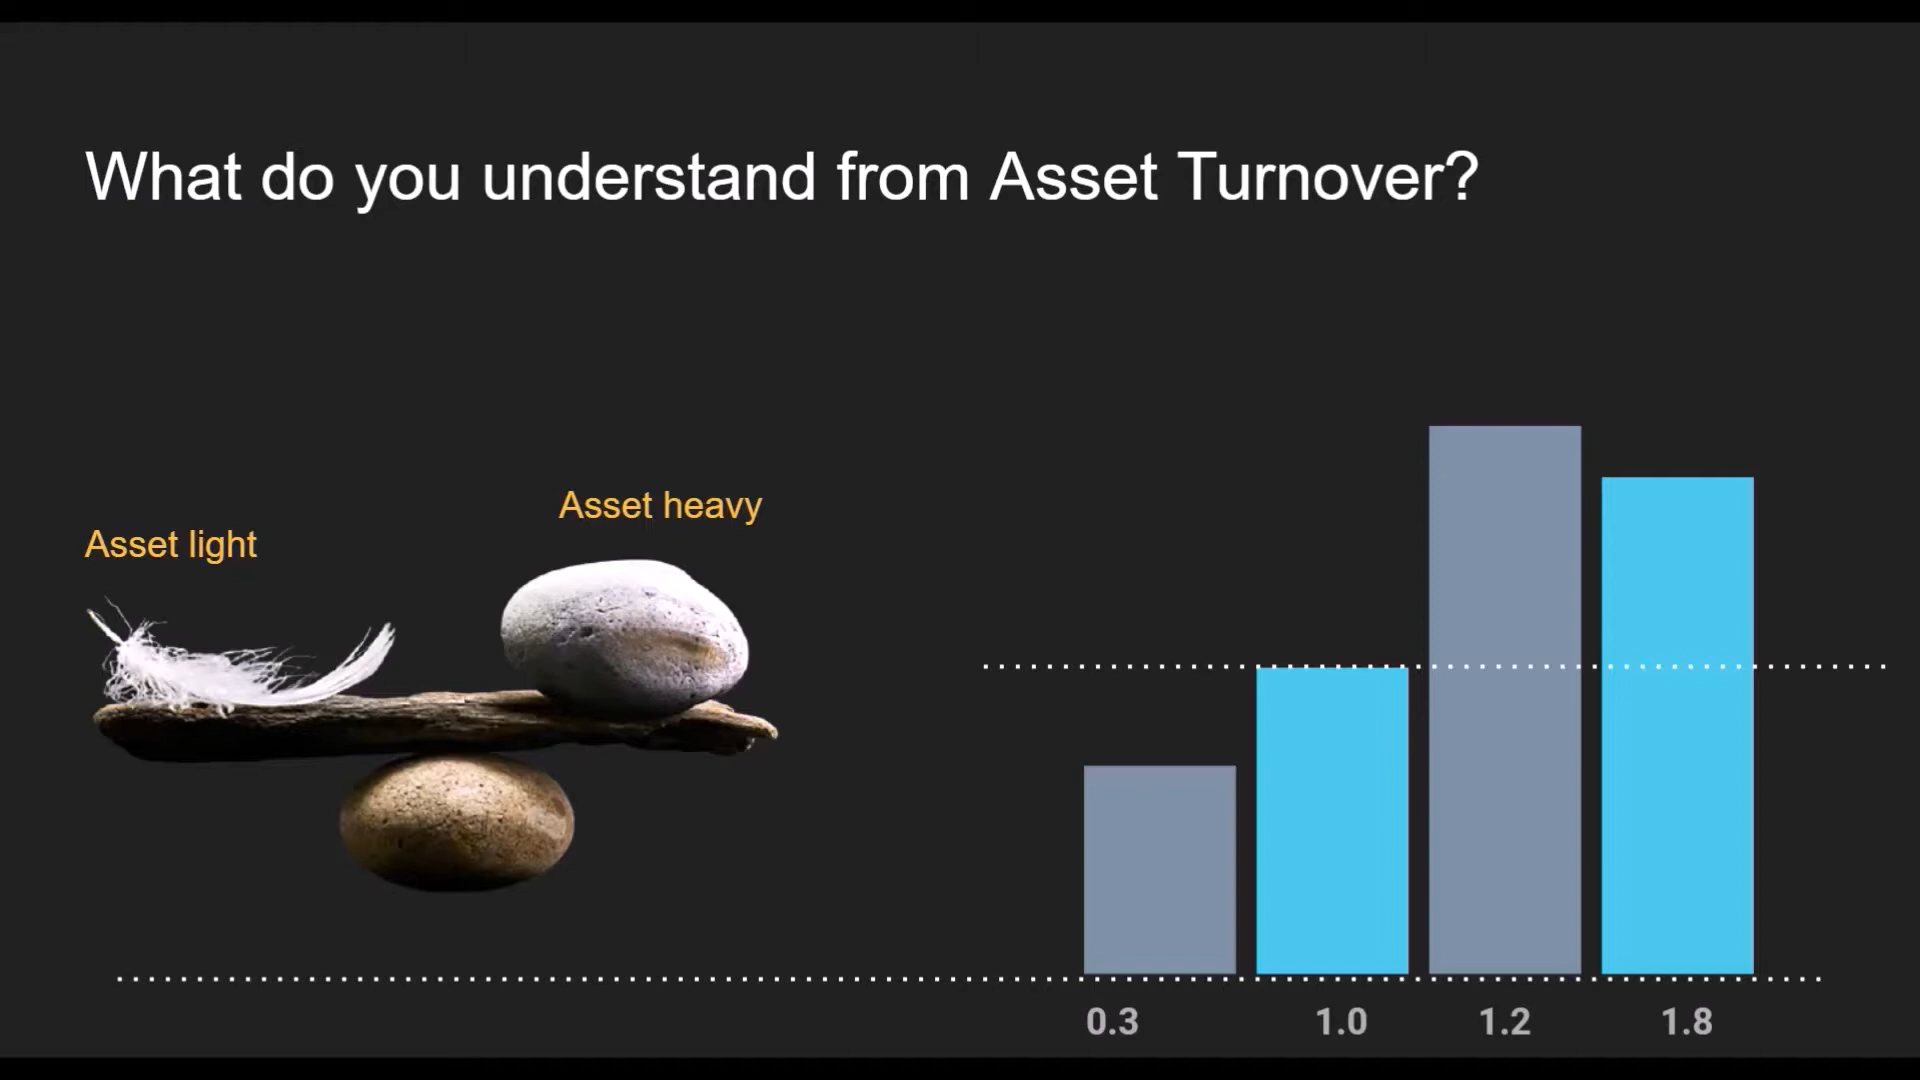 What do you understand from Asset Turnover?
Asset heavy
Asset light
0.3 1.0 1.2 1.8